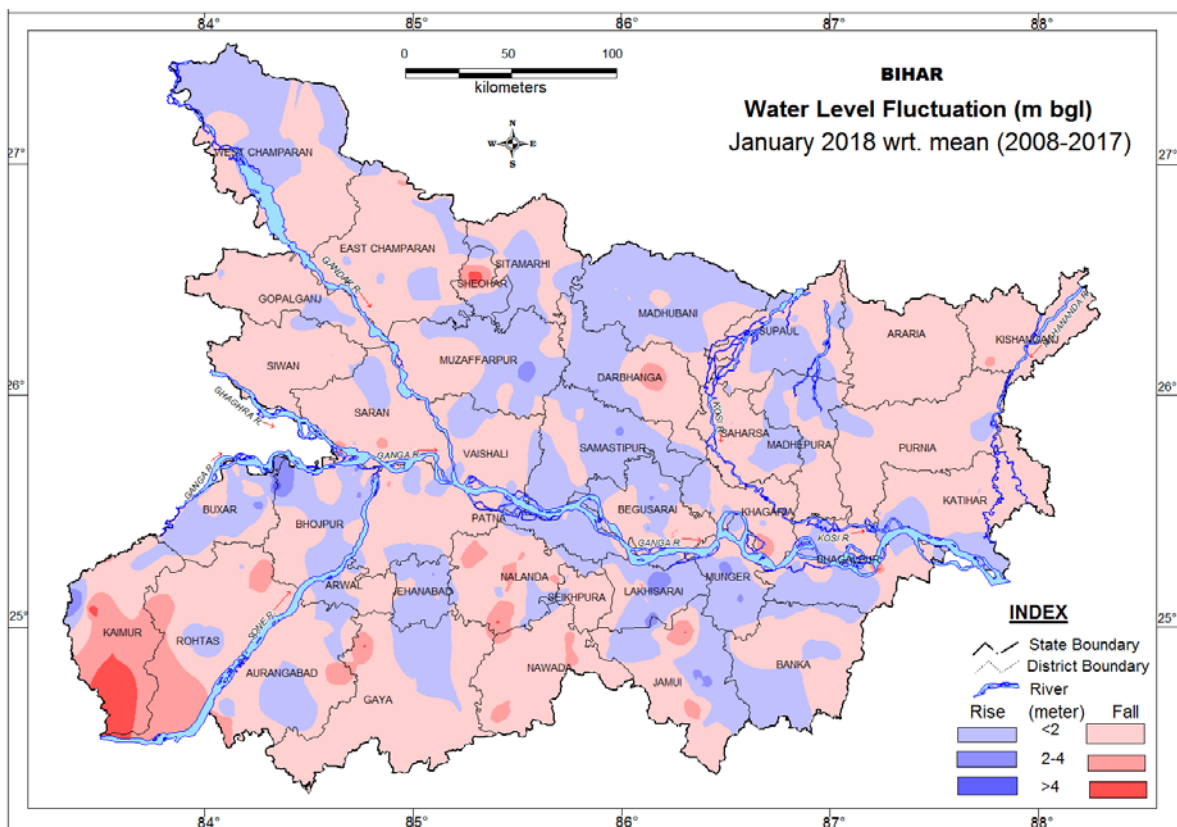 84° 85° 86° 87° 88°
0 50 100
kilometers
BIHAR
Water Level Fluctuation (m bgl)
January 2018 wrt. mean (2008-2017)
N
W E
S
27° 27°
WEST CHAMPARAN
EAST CHAMPARAN
SITAMARHI
SHEOHAR
GANDAK R.
GOPALGANJ
MADHUBANI
SUPAUL
ARARIA
KISHANGANJ
MAHANANDA R.
SIWAN
MUZAFFARPUR
DARBHANGA
26° 26°
GHAGHRA R.
SARAN
KOSI R.
SAHARSA
MADHEPURA
PURNIA
GANGA R.
GANGA R.
VAISHALI
SAMASTIPUR
KATIHAR
BUXAR
BHOJPUR
PATNA
BEGUSARAI
KHAGARIA
GANGA R.
KOSI R.
BHAGALPUR
ARWAL
JEHANABAD
NALANDA
SEIKHPURA
LAKHISARAI
MUNGER
25° 25°
KAIMUR
ROHTAS
SONE R.
AURANGABAD
GAYA
NAWADA
JAMUI
BANKA
INDEX
State Boundary
District Boundary
River
Rise (meter) Fall
<2
2-4
>4
84° 85° 86° 87° 88°